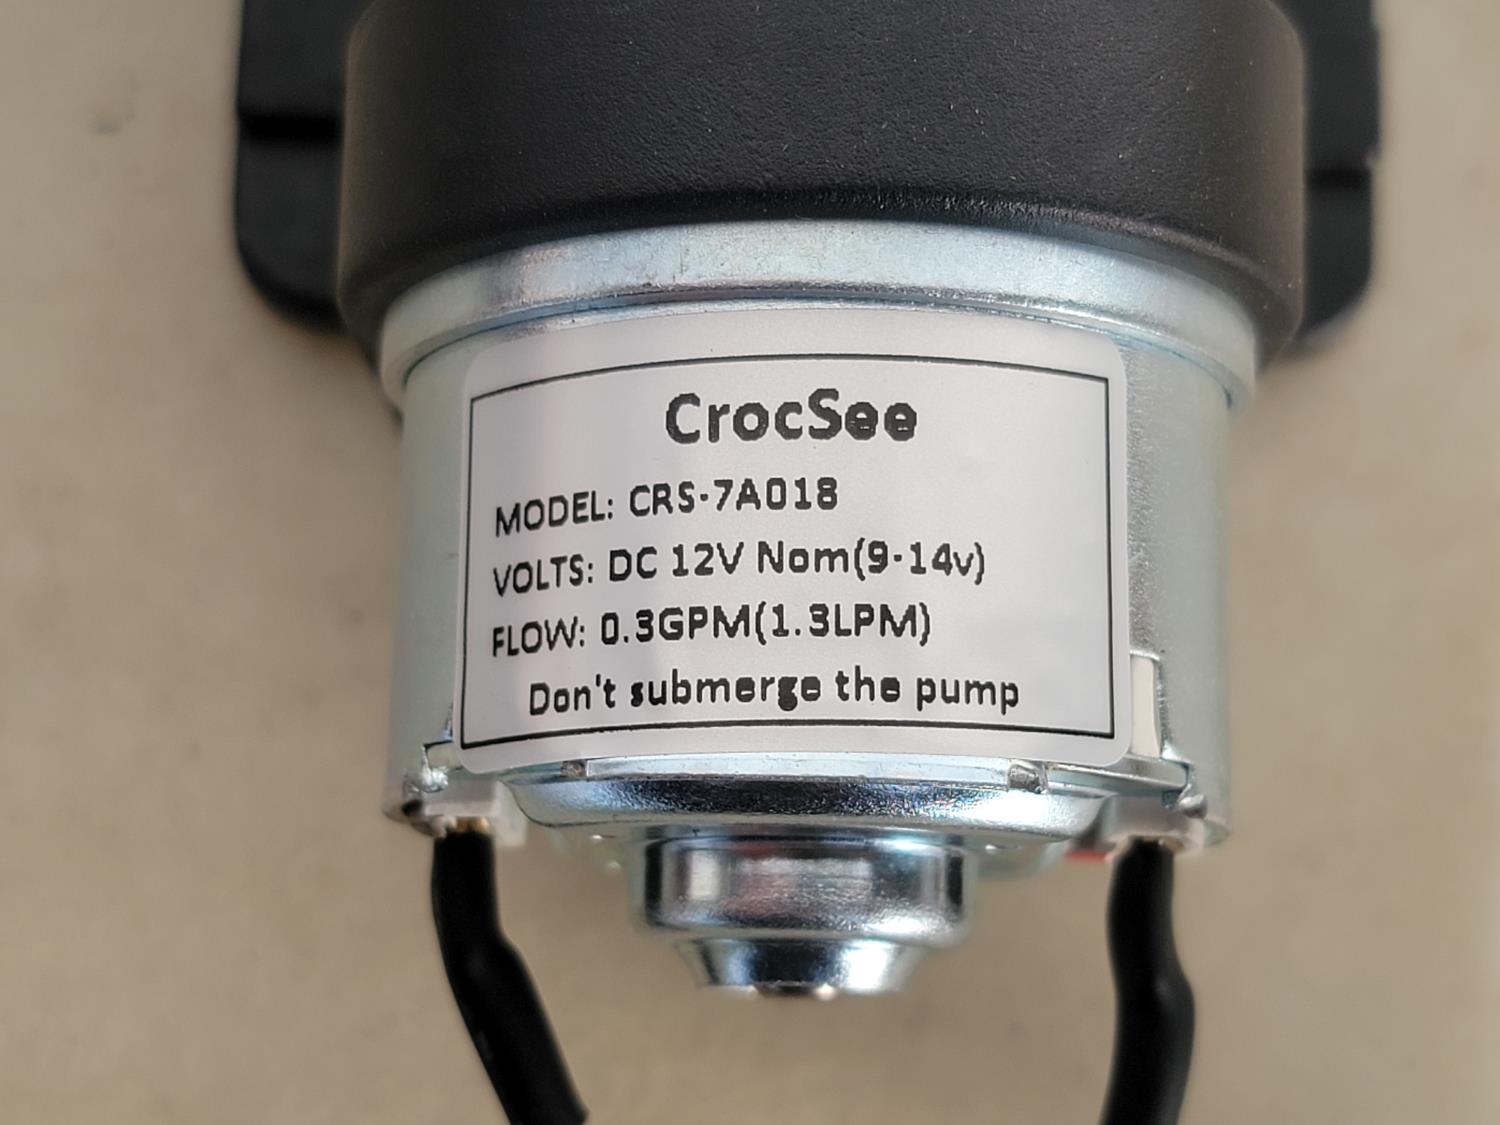 CrocSee
MODEL: CRS-7A018
VOLTS: DC 12V Nom(9-14v)
FLOW: 0.3GPM(1.3LPM)
Don't submerge the pump